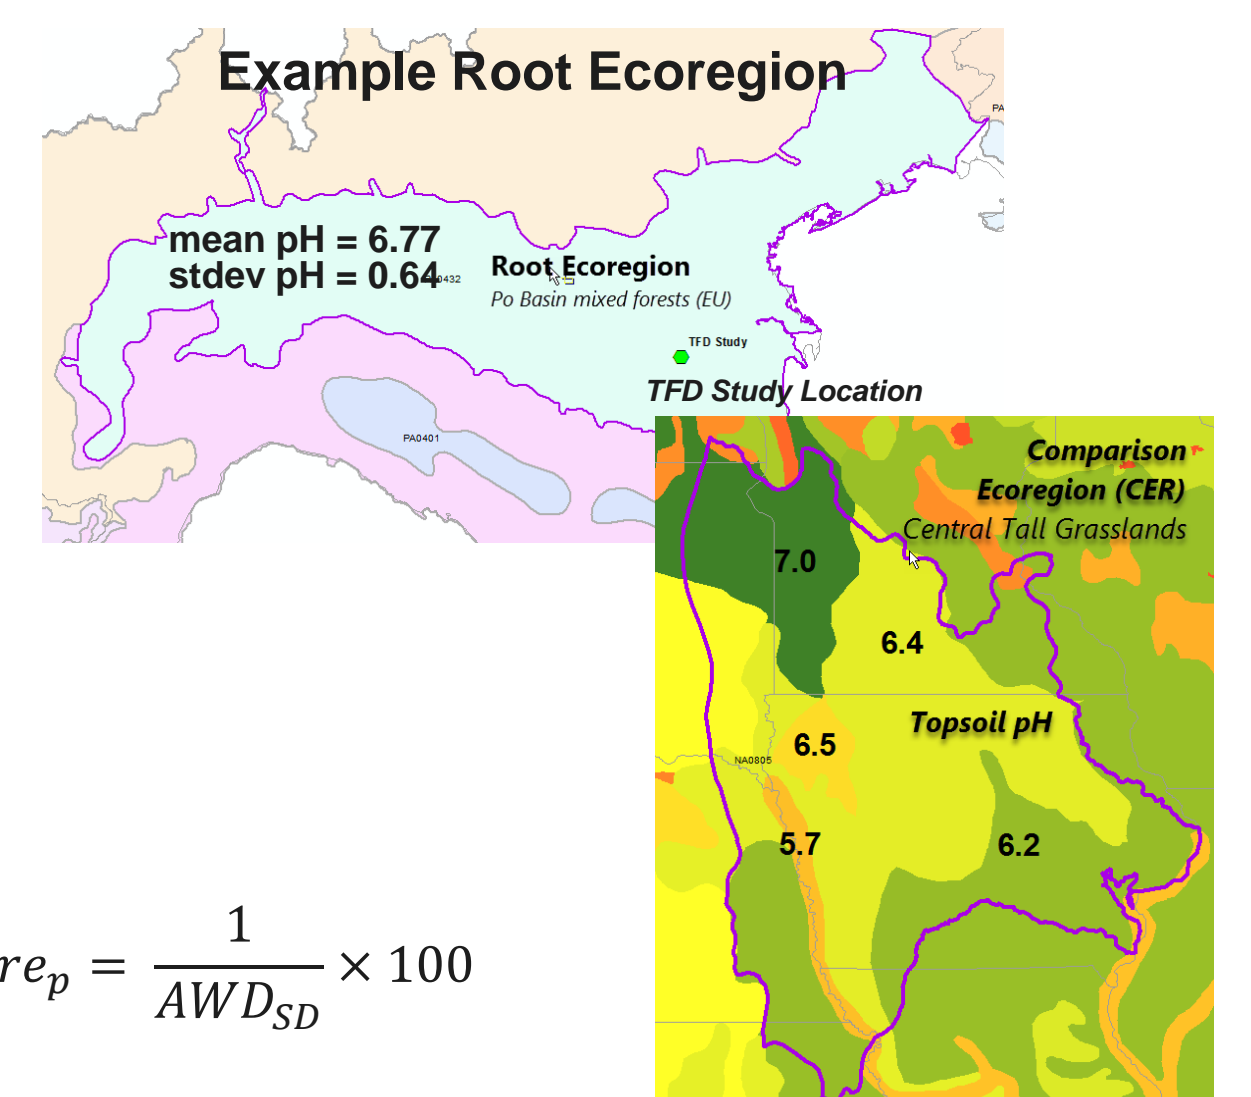 Example Root Ecoregion
PA
mean pH = 6.77
stdev pH = 0.64
0432
Root Ecoregion
Po Basin mixed forests (EU)
TFD Study
TFD Study Location
PA0401
Comparison
Ecoregion (CER)
Central Tall Grasslands
7.0
6.4
Topsoil pH
6.5
NA0805
5.7
6.2
re_p = 1/AWD_SD × 100